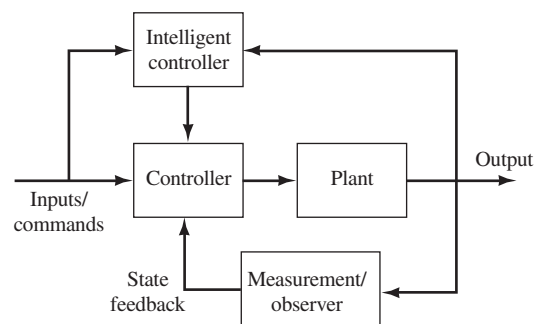 Intelligent
controller
Controller
Plant
Output
Inputs/
commands
State
feedback
Measurement/
observer